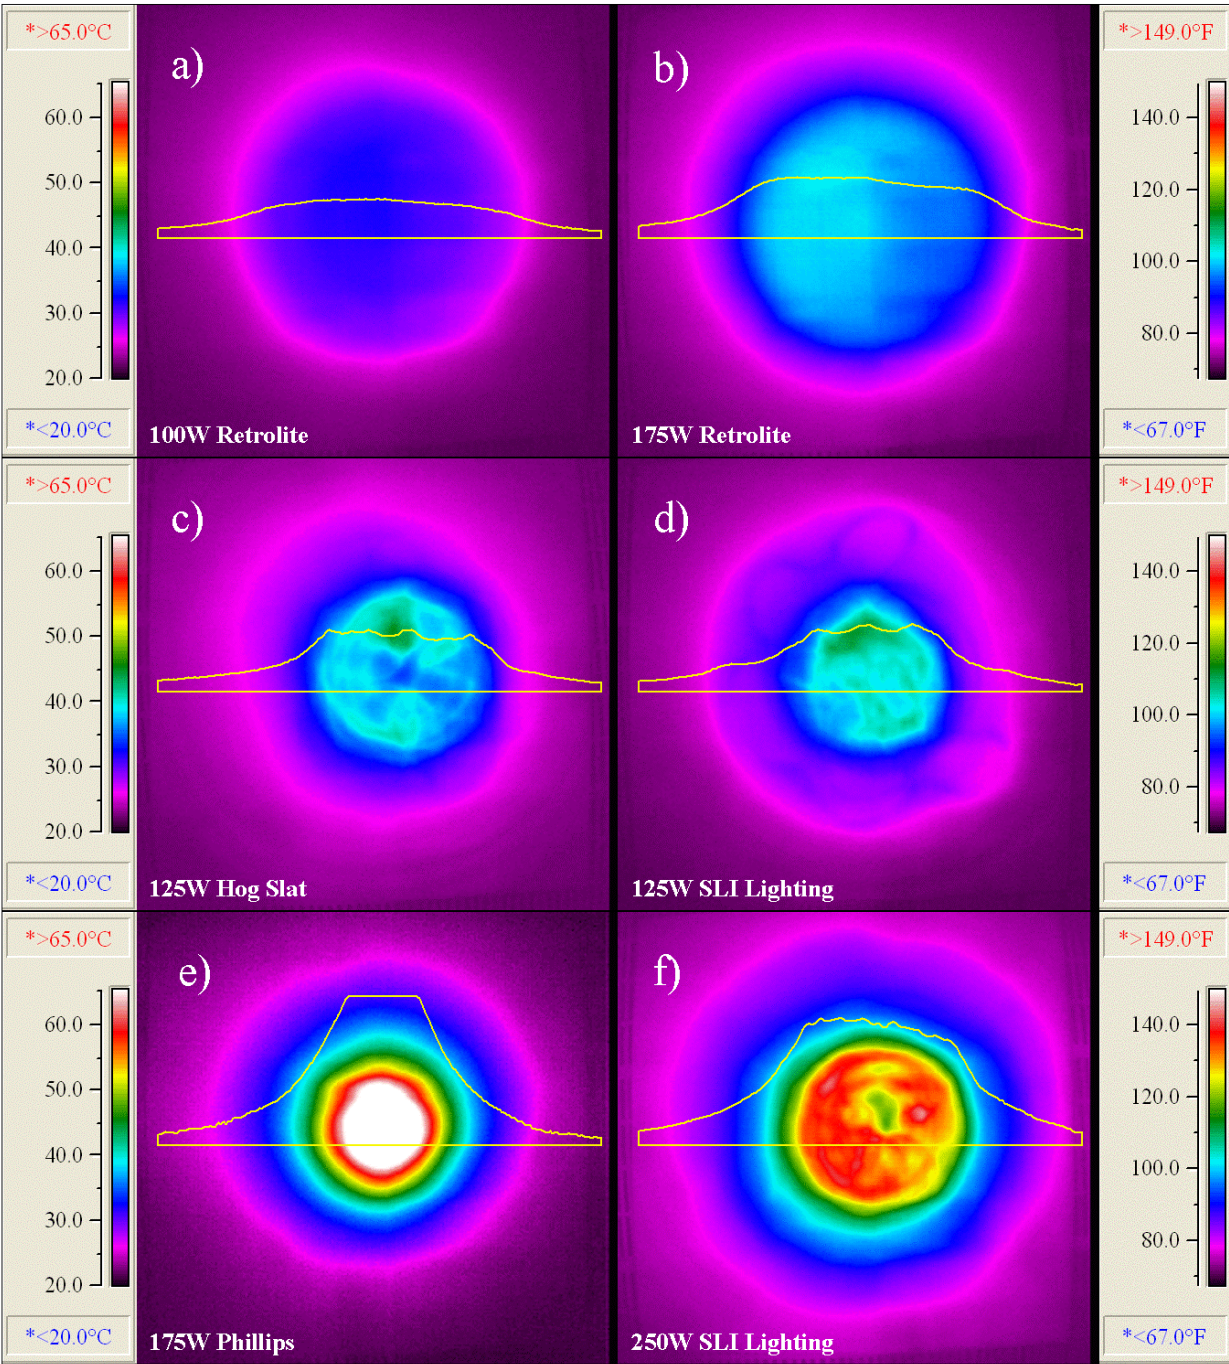 *>65.0°C
60.0
50.0
40.0
30.0
20.0
*<20.0°C
a)
100W Retrolite
b)
175W Retrolite
*>149.0°F
140.0
120.0
100.0
80.0
*<67.0°F
*>65.0°C
60.0
50.0
40.0
30.0
20.0
*<20.0°C
c)
125W Hog Slat
d)
125W SLI Lighting
*>149.0°F
140.0
120.0
100.0
80.0
*<67.0°F
*>65.0°C
60.0
50.0
40.0
30.0
20.0
*<20.0°C
e)
175W Phillips
f)
250W SLI Lighting
*>149.0°F
140.0
120.0
100.0
80.0
*<67.0°F